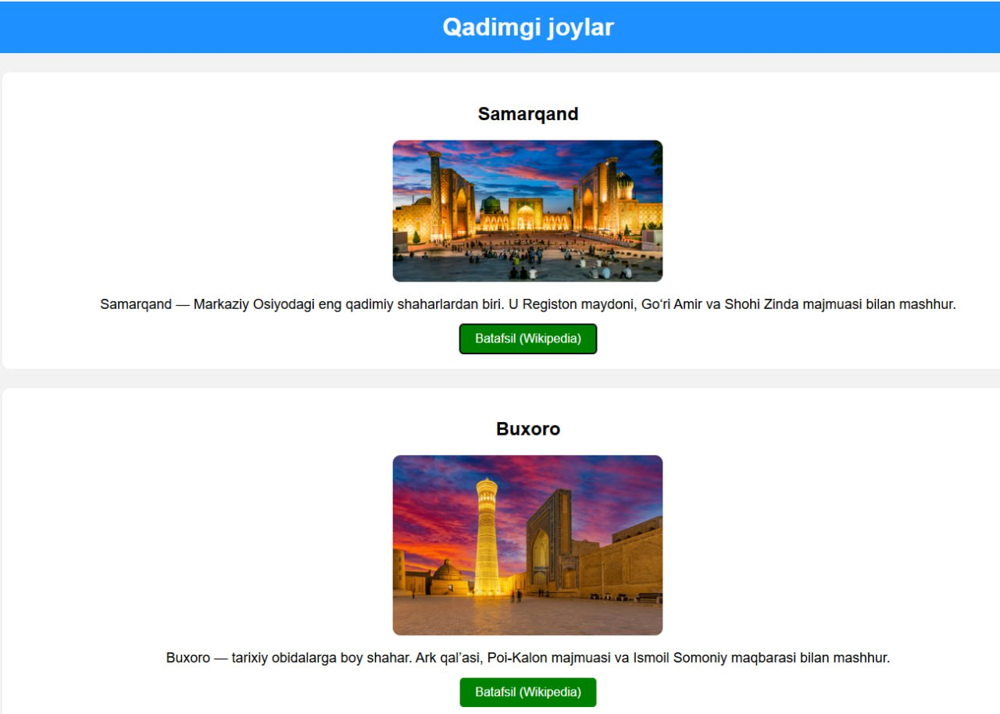 Qadimgi joylar
Samarqand
Samarqand — Markaziy Osiyodagi eng qadimiy shaharlardan biri. U Registon maydoni, Go‘ri Amir va Shohi Zinda majmuasi bilan mashhur.
Batafsil (Wikipedia)
Buxoro
Buxoro — tarixiy obidalarga boy shahar. Ark qal’asi, Poi-Kalon majmuasi va Ismoil Somoniy maqbarasi bilan mashhur.
Batafsil (Wikipedia)